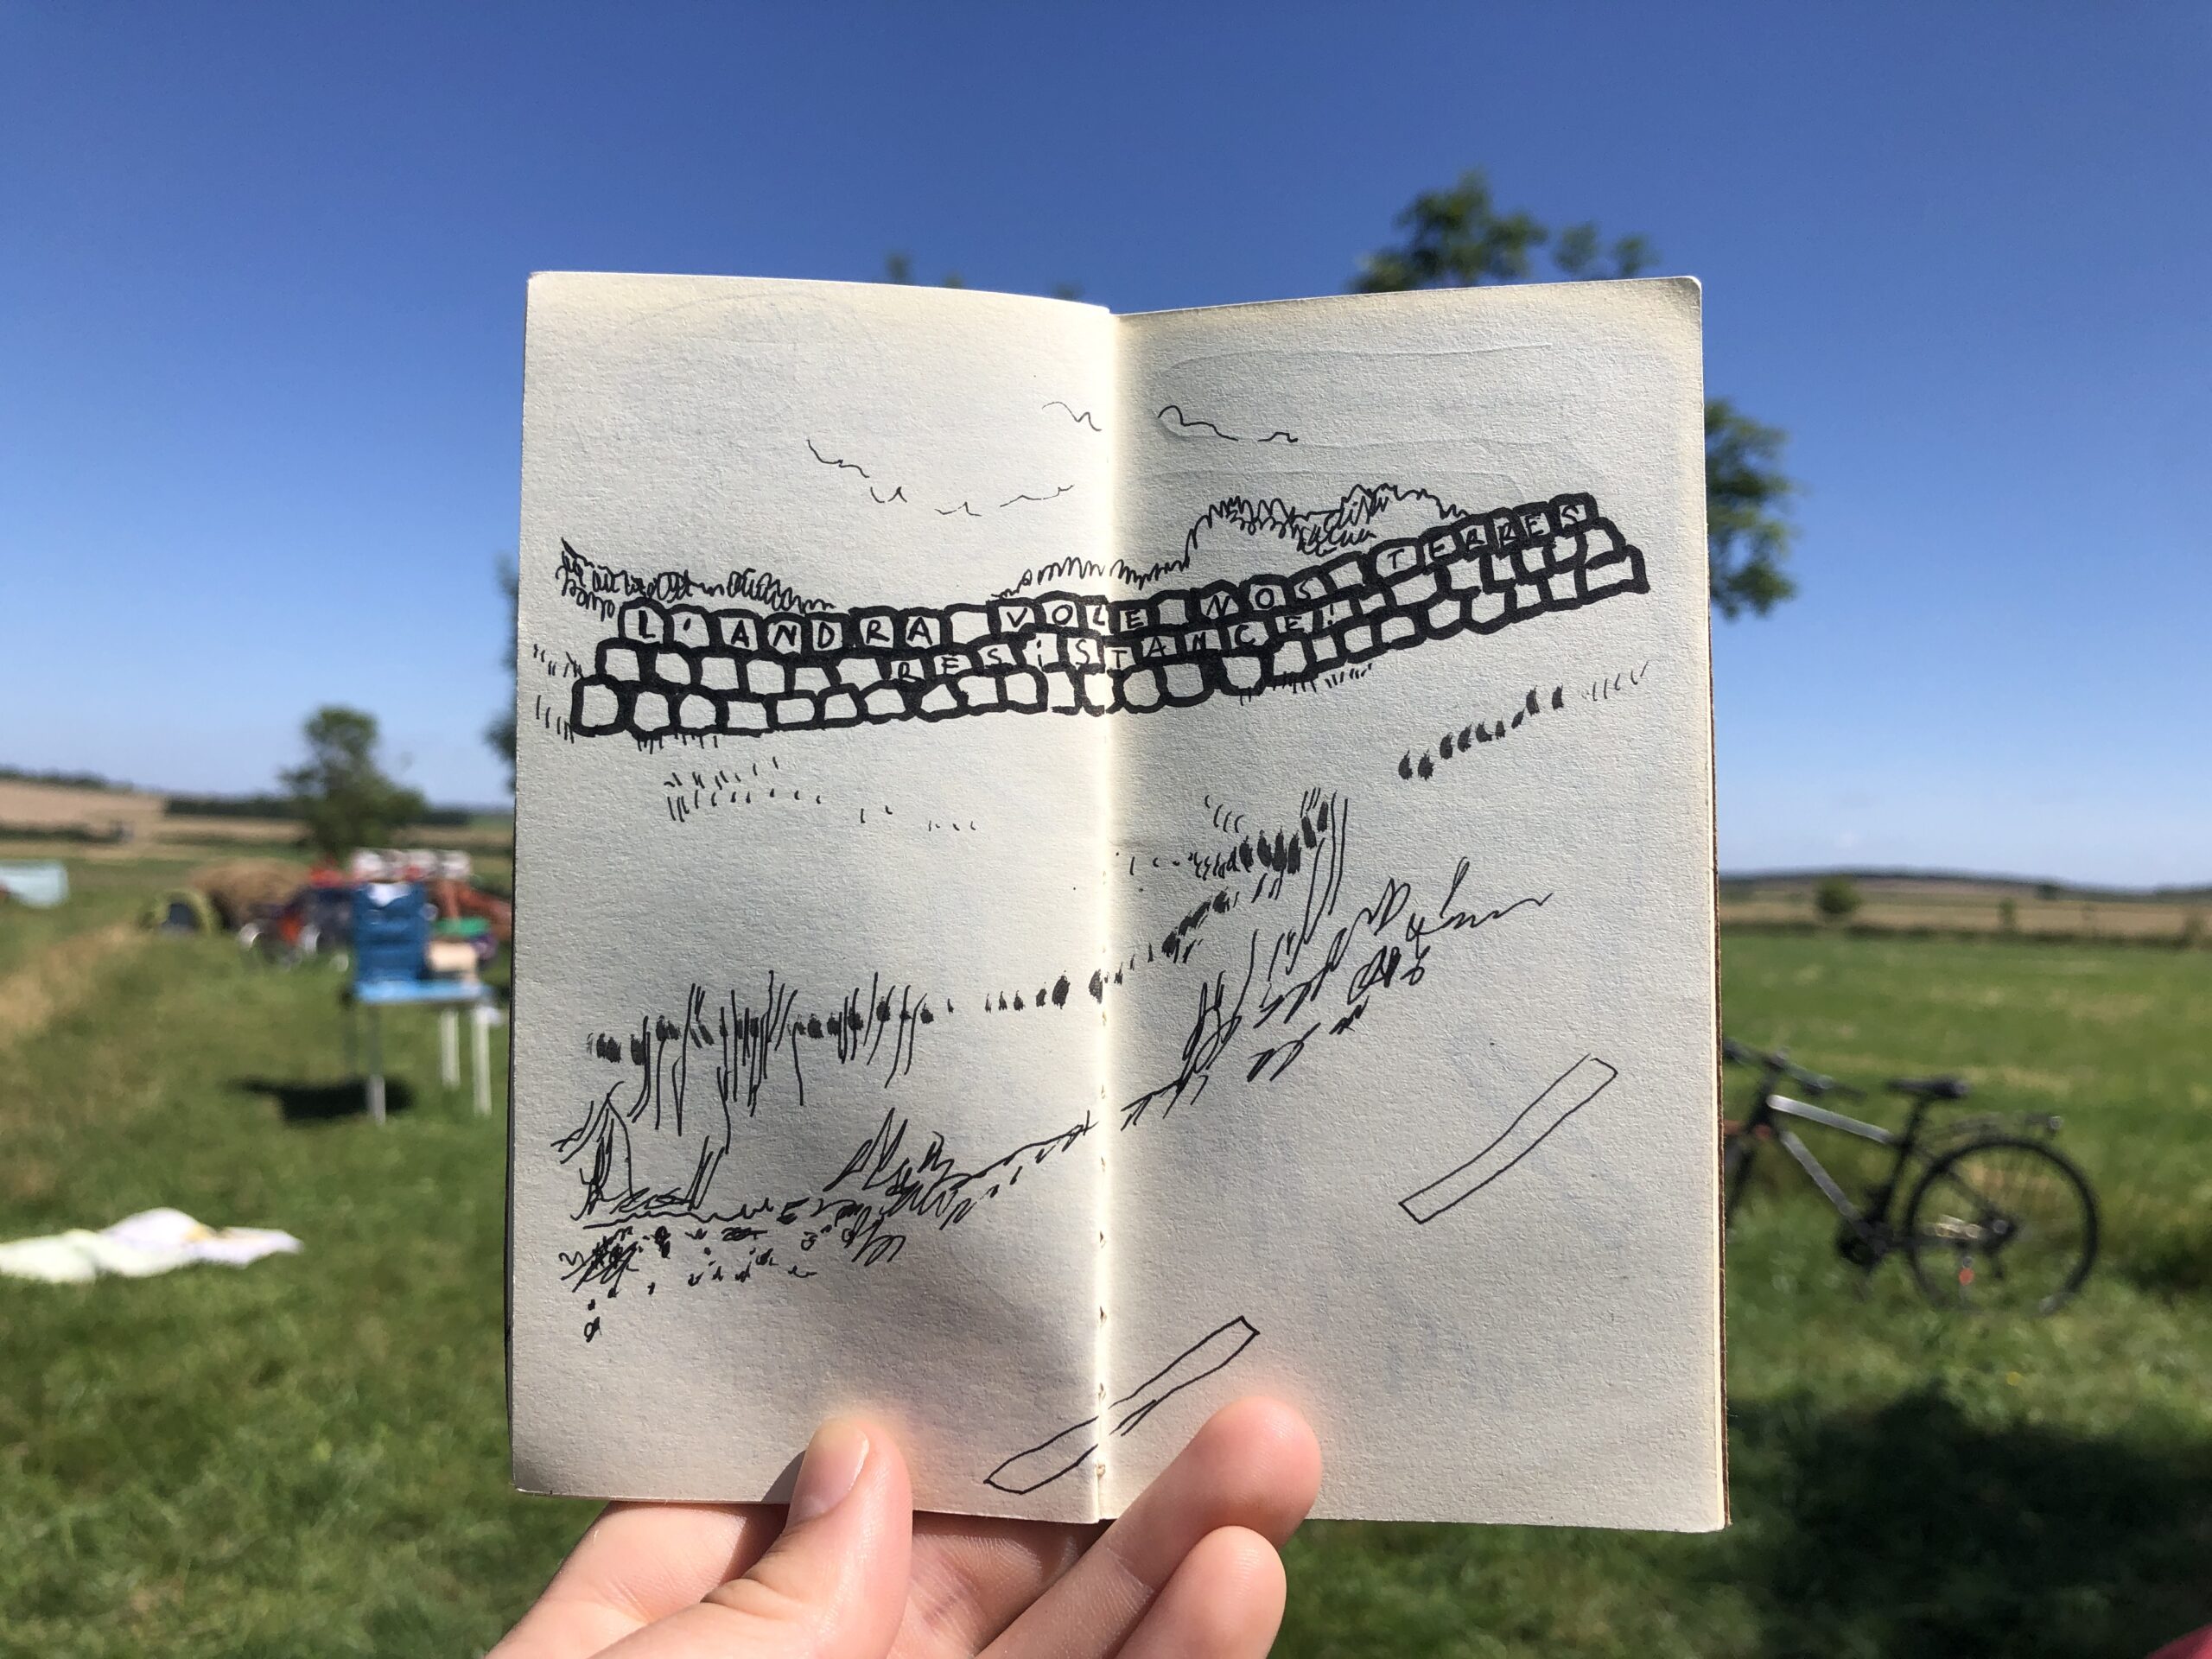 L'ANDRA VOLE NOS TERRES
RESiSTANCE!